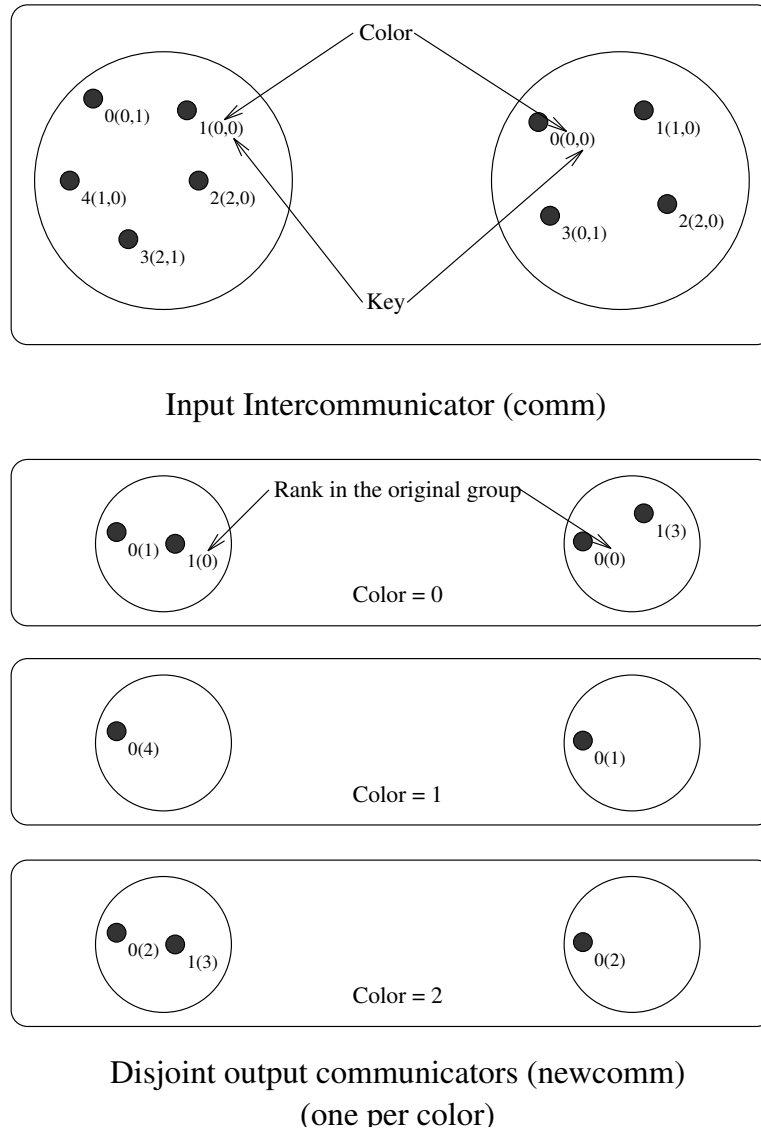 Color
0(0,1)
1(0,0)
4(1,0)
2(2,0)
3(2,1)
0(0,0)
1(1,0)
3(0,1)
2(2,0)
Key
Input Intercommunicator (comm)
Rank in the original group
0(1)
1(0)
0(0)
1(3)
Color = 0
0(4)
0(1)
Color = 1
0(2)
1(3)
0(2)
Color = 2
Disjoint output communicators (newcomm)
(one per color)